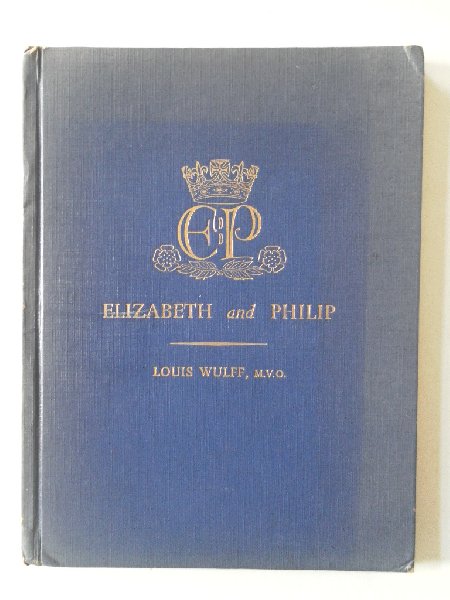 E&P
ELIZABETH and PHILIP
LOUIS WULFF, M.V.O.